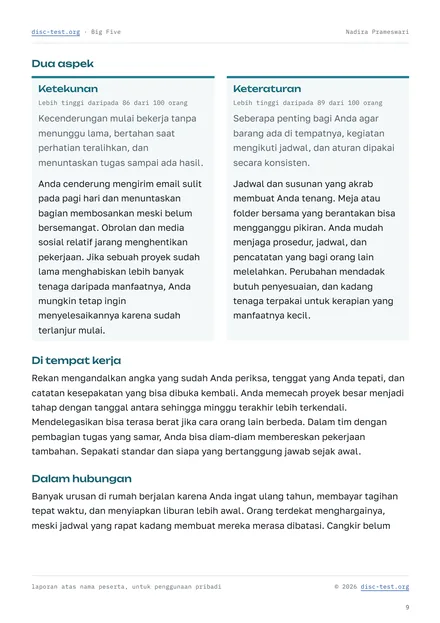 disc-test.org · Big Five
Nadira Prameswari
Dua aspek
Ketekunan
Lebih tinggi daripada 86 dari 100 orang
Kecenderungan mulai bekerja tanpa
menunggu lama, bertahan saat
perhatian teralihkan, dan
menuntaskan tugas sampai ada hasil.
Anda cenderung mengirim email sulit
pada pagi hari dan menuntaskan
bagian membosankan meski belum
bersemangat. Obrolan dan media
sosial relatif jarang menghentikan
pekerjaan. Jika sebuah proyek sudah
lama menghabiskan lebih banyak
tenaga daripada manfaatnya, Anda
mungkin tetap ingin
menyelesaikannya karena sudah
terlanjur mulai.
Keteraturan
Lebih tinggi daripada 89 dari 100 orang
Seberapa penting bagi Anda agar
barang ada di tempatnya, kegiatan
mengikuti jadwal, dan aturan dipakai
secara konsisten.
Jadwal dan susunan yang akrab
membuat Anda tenang. Meja atau
folder bersama yang berantakan bisa
mengganggu pikiran. Anda mudah
menjaga prosedur, jadwal, dan
pencatatan yang bagi orang lain
melelahkan. Perubahan mendadak
butuh penyesuaian, dan kadang
tenaga terpakai untuk kerapian yang
manfaatnya kecil.
Di tempat kerja
Rekan mengandalkan angka yang sudah Anda periksa, tenggat yang Anda tepati, dan
catatan kesepakatan yang bisa dibuka kembali. Anda memecah proyek besar menjadi
tahap dengan tanggal antara sehingga minggu terakhir lebih terkendali.
Mendelegasikan bisa terasa berat jika cara orang lain berbeda. Dalam tim dengan
pembagian tugas yang samar, Anda bisa diam-diam membereskan pekerjaan
tambahan. Sepakati standar dan siapa yang bertanggung jawab sejak awal.
Dalam hubungan
Banyak urusan di rumah berjalan karena Anda ingat ulang tahun, membayar tagihan
tepat waktu, dan menyiapkan liburan lebih awal. Orang terdekat menghargainya,
meski jadwal yang rapat kadang membuat mereka merasa dibatasi. Cangkir belum
laporan atas nama peserta, untuk penggunaan pribadi
© 2026 disc-test.org
9